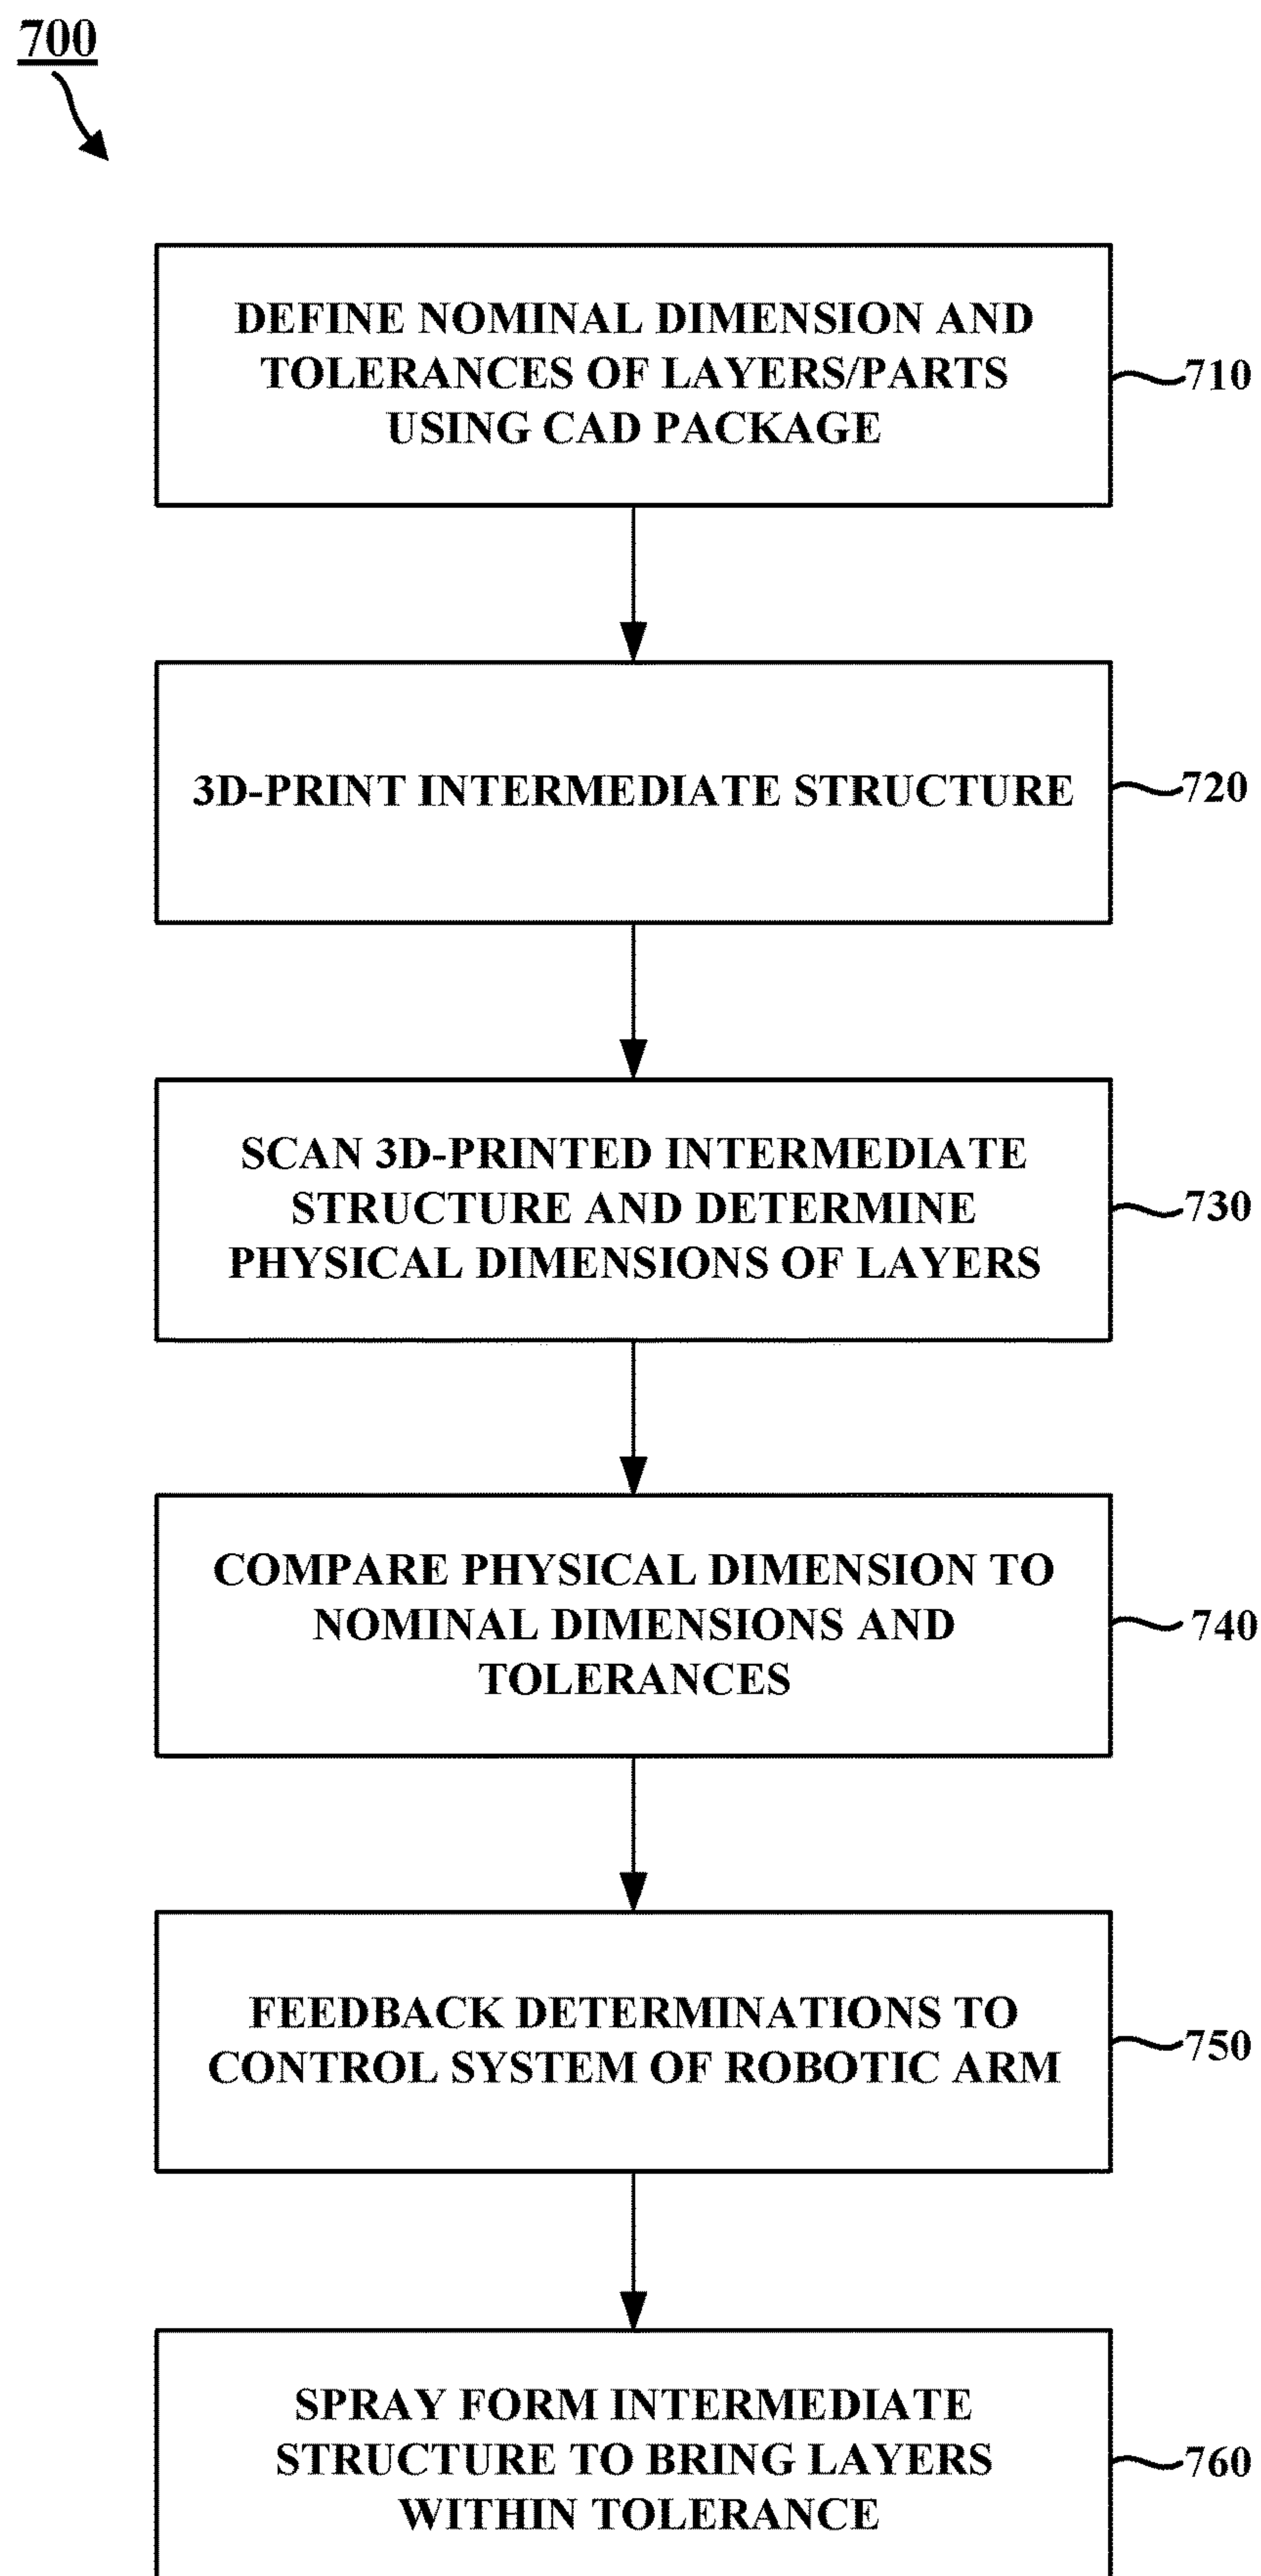 700
DEFINE NOMINAL DIMENSION AND
TOLERANCES OF LAYERS/PARTS
USING CAD PACKAGE
710
3D-PRINT INTERMEDIATE STRUCTURE
720
SCAN 3D-PRINTED INTERMEDIATE
STRUCTURE AND DETERMINE
PHYSICAL DIMENSIONS OF LAYERS
730
COMPARE PHYSICAL DIMENSION TO
NOMINAL DIMENSIONS AND
TOLERANCES
740
FEEDBACK DETERMINATIONS TO
CONTROL SYSTEM OF ROBOTIC ARM
750
SPRAY FORM INTERMEDIATE
STRUCTURE TO BRING LAYERS
WITHIN TOLERANCE
760